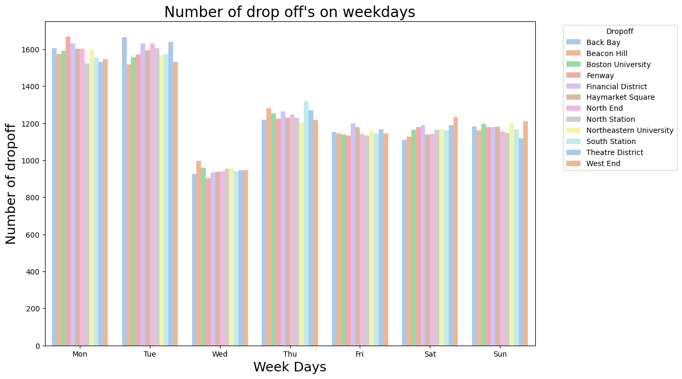 Number of drop off's on weekdays
Number of dropoff
1600
1400
1200
1000
800
600
400
200
0
Mon Tue Wed Thu Fri Sat Sun
Week Days
Dropoff
Back Bay
Beacon Hill
Boston University
Fenway
Financial District
Haymarket Square
North End
North Station
Northeastern University
South Station
Theatre District
West End